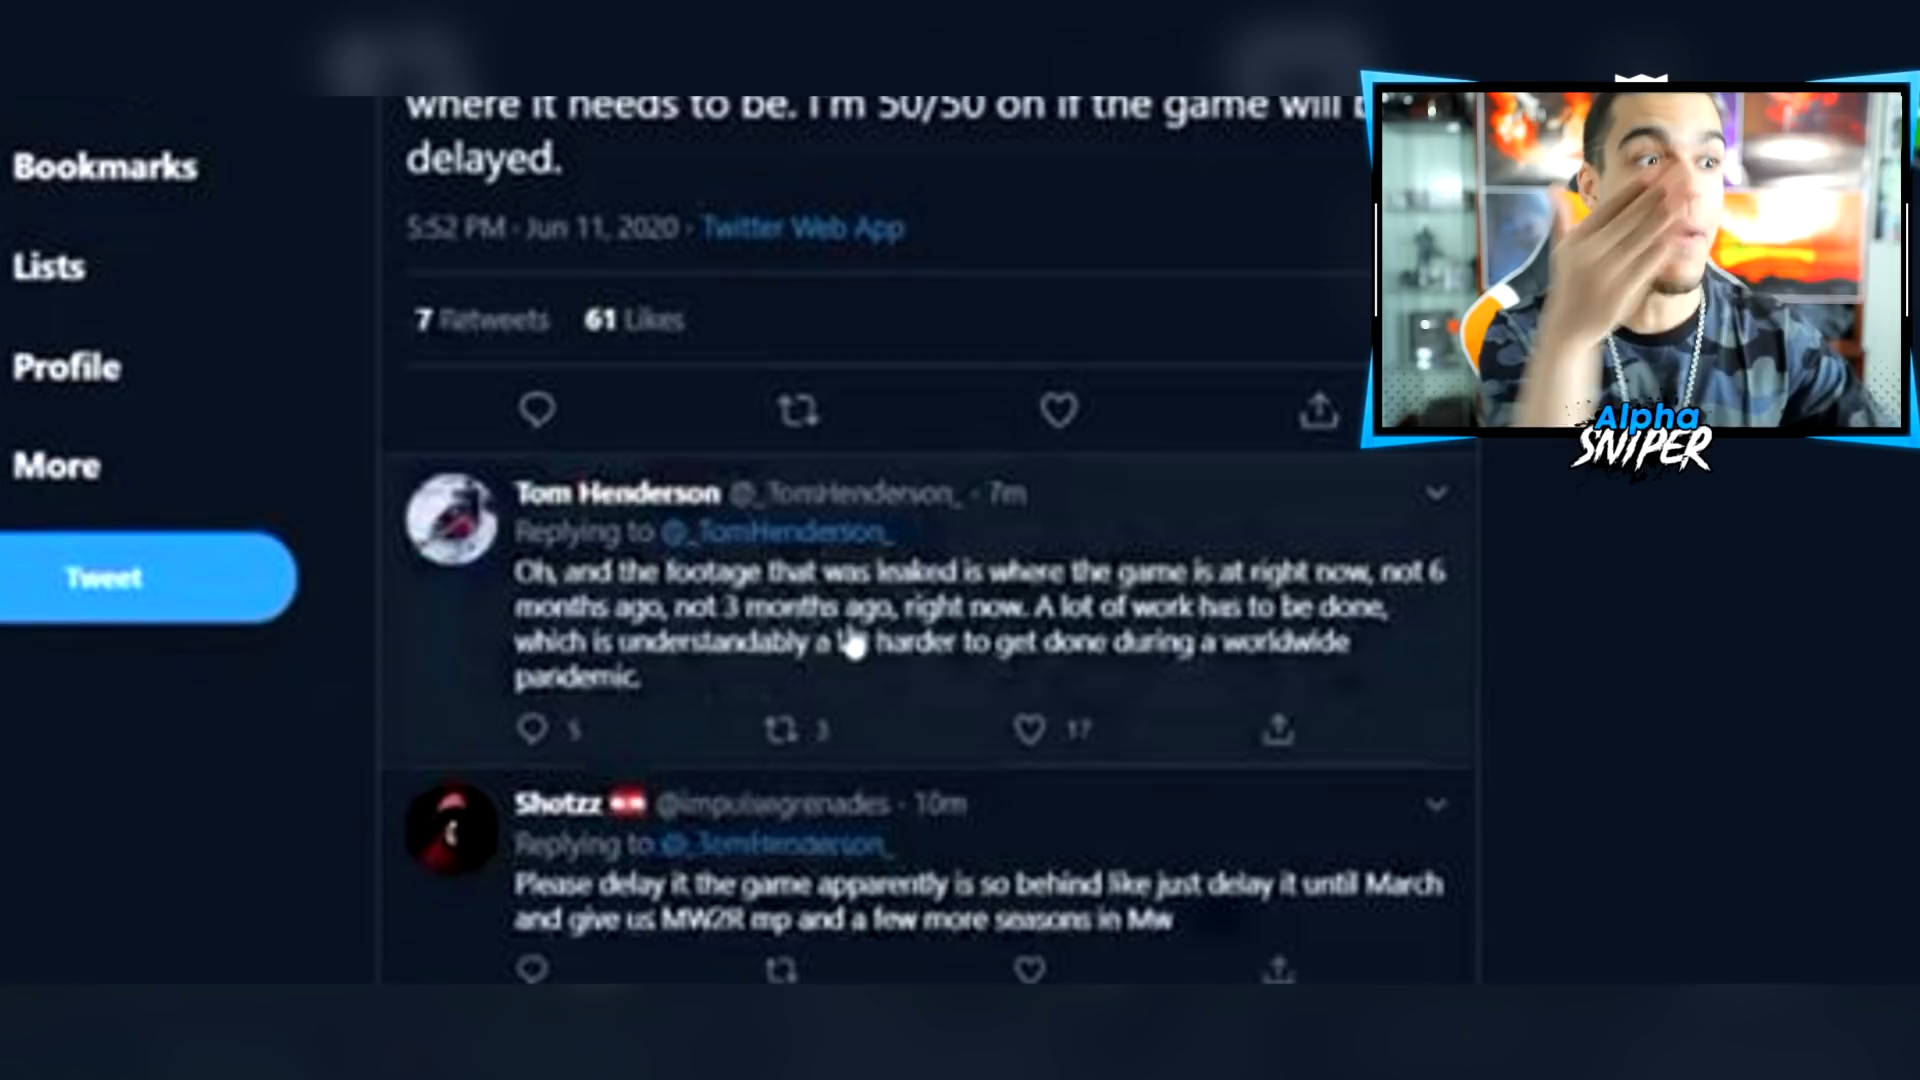 where it needs to be. I'm 50/50 on if the game will
delayed.
5:52 PM · Jun 11, 2020 · Twitter Web App
7 Retweets 61 Likes
Bookmarks
Lists
Profile
More
Tweet
Alpha
SNIPER
Tom Henderson @_TomHenderson_ · 7m
Replying to @_TomHenderson_
Oh, and the footage that was leaked is where the game is at right now, not 6
months ago, not 3 months ago, right now. A lot of work has to be done,
which is understandably a harder to get done during a worldwide
pandemic.
5 3 17
Shotzz @impulsegrenades · 10m
Replying to @_TomHenderson_
Please delay it the game apparently is so behind like just delay it until March
and give us MW2R mp and a few more seasons in Mw